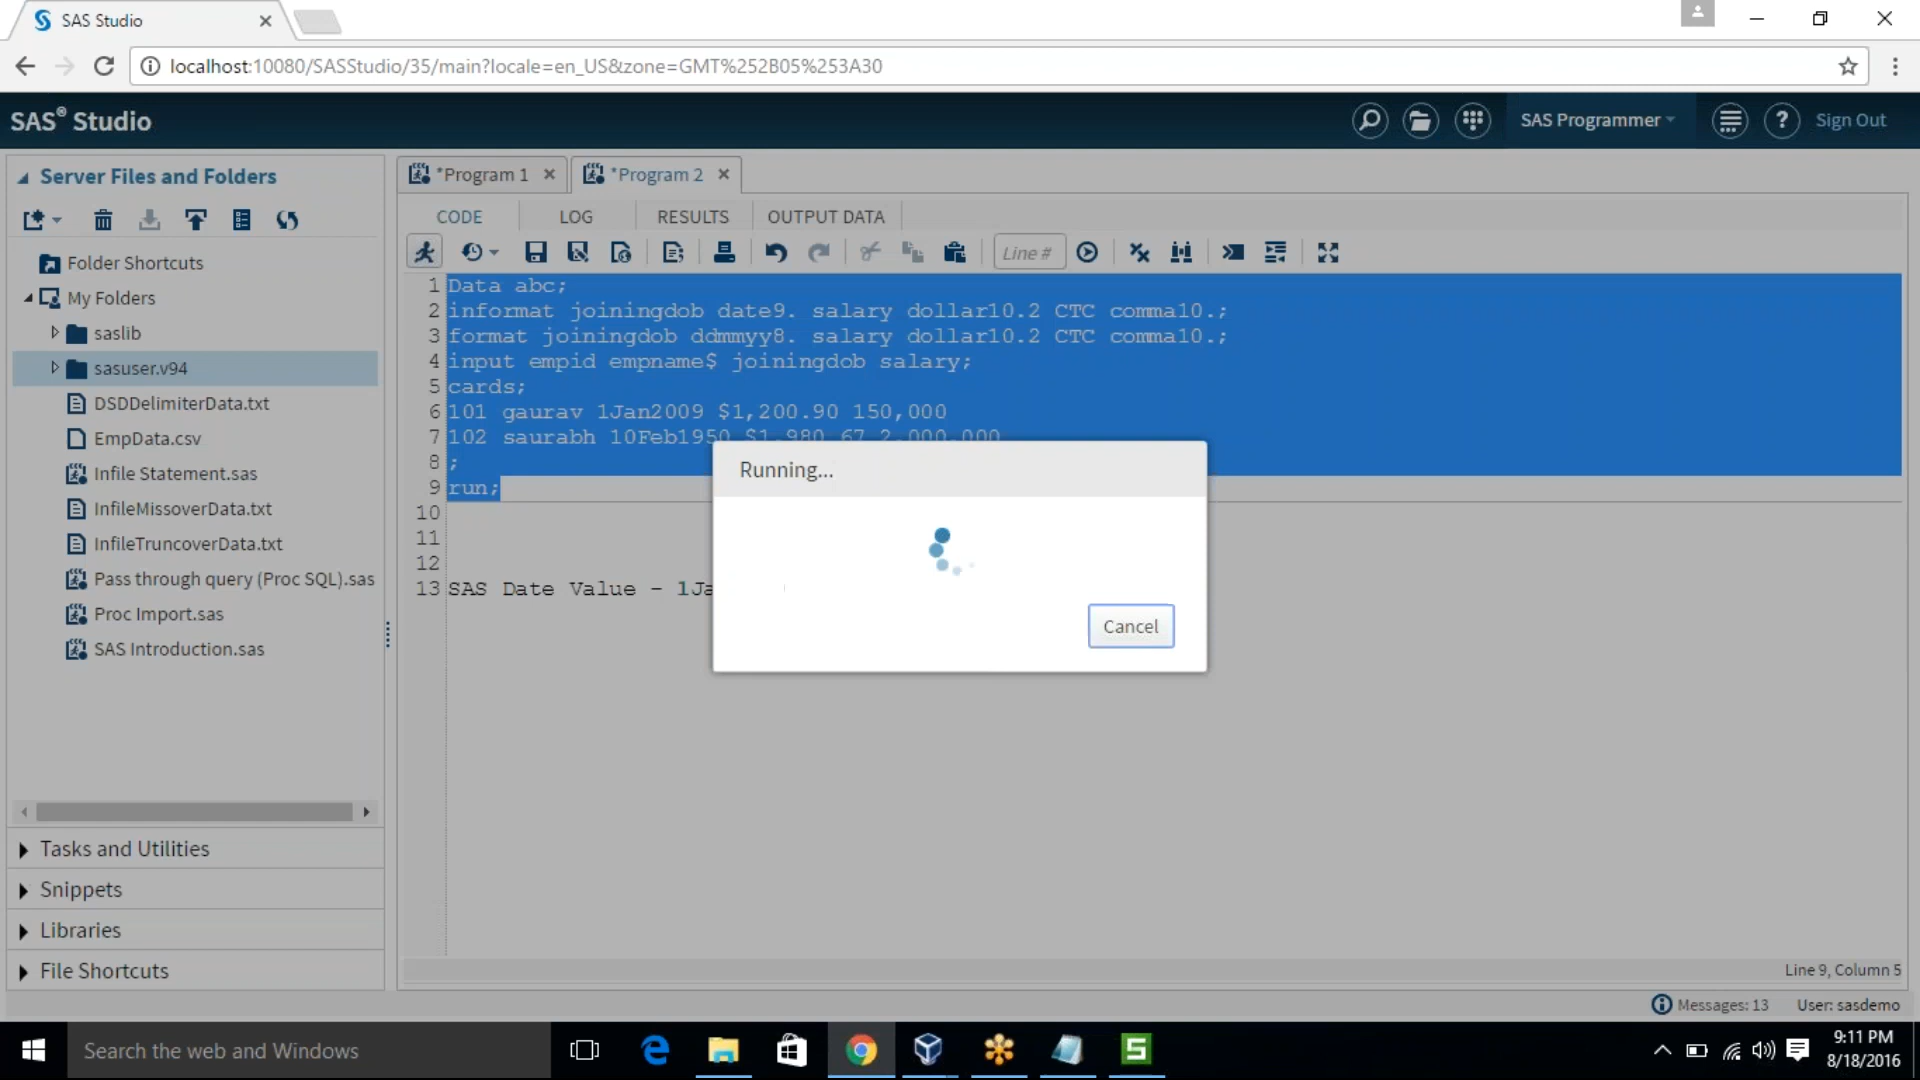 SAS Studio
localhost:10080/SASStudio/35/main?locale=en_US&zone=GMT%252B05%253A30
SAS® Studio
SAS Programmer
?
Sign Out
Server Files and Folders
Folder Shortcuts
My Folders
saslib
sasuser.v94
DSDDelimiterData.txt
EmpData.csv
Infile Statement.sas
InfileMissoverData.txt
InfileTruncoverData.txt
Pass through query (Proc SQL).sas
Proc Import.sas
SAS Introduction.sas
Tasks and Utilities
Snippets
Libraries
File Shortcuts
*Program 1
*Program 2
CODE LOG RESULTS OUTPUT DATA
Line #
1 Data abc;
2 informat joiningdob date9. salary dollar10.2 CTC comma10.;
3 format joiningdob ddmmyy8. salary dollar10.2 CTC comma10.;
4 input empid empname$ joiningdob salary;
5 cards;
6 101 gaurav 1Jan2009 $1,200.90 150,000
7 102 saurabh 10Feb1950 $1,980.67 2,000,000
8 ;
9 run;
10
11
12
13 SAS Date Value - 1Ja
Running...
Cancel
Line 9, Column 5
Messages: 13
User: sasdemo
Search the web and Windows
9:11 PM
8/18/2016